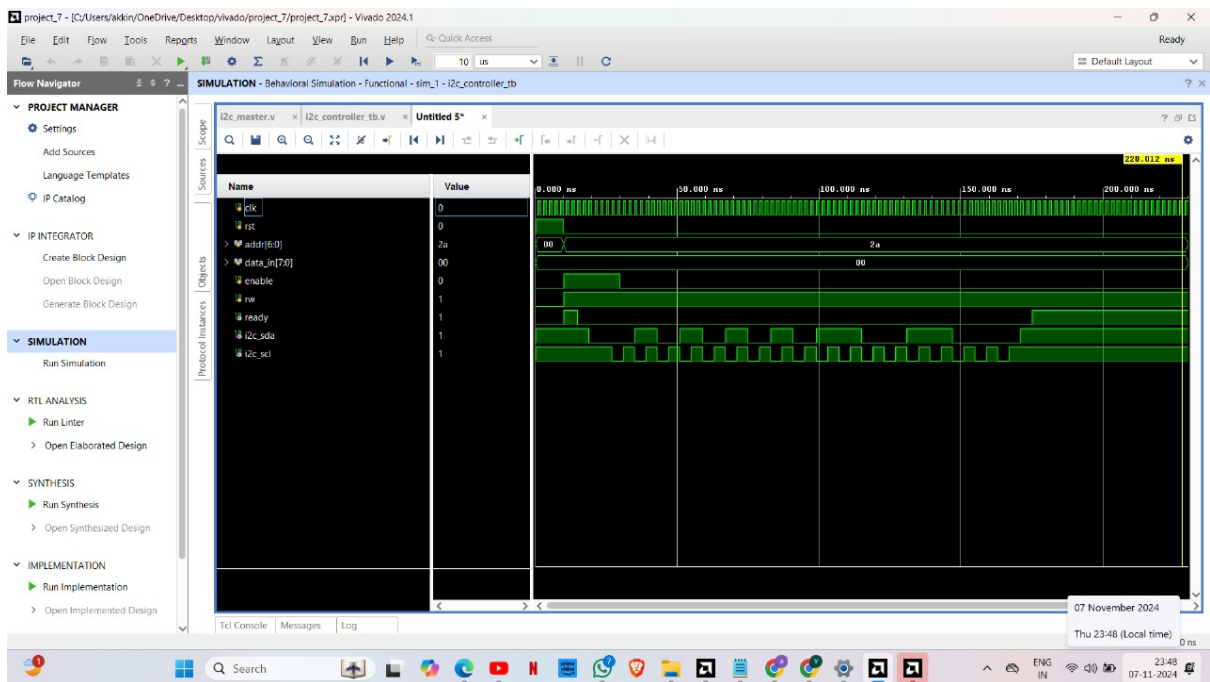 project_7 - [C:/Users/akkin/OneDrive/Desktop/vivado/project_7/project_7.xpr] - Vivado 2024.1
File Edit Flow Tools Reports Window Layout View Run Help Q- Quick Access Ready
10 us Default Layout
Flow Navigator SIMULATION - Behavioral Simulation - Functional - sim_1 - i2c_controller_tb
PROJECT MANAGER
Settings
Add Sources
Language Templates
IP Catalog
IP INTEGRATOR
Create Block Design
Open Block Design
Generate Block Design
SIMULATION
Run Simulation
RTL ANALYSIS
Run Linter
Open Elaborated Design
SYNTHESIS
Run Synthesis
Open Synthesized Design
IMPLEMENTATION
Run Implementation
Open Implemented Design
Scope
Sources
Objects
Protocol Instances
i2c_master.v i2c_controller_tb.v Untitled 5*
228.012 ns
Name Value 0.000 ns 50.000 ns 100.000 ns 150.000 ns 200.000 ns
clk 0
rst 0
addr[6:0] 2a 00 2a
data_in[7:0] 00 00
enable 0
rw 1
ready 1
i2c_sda 1
i2c_scl 1
Tcl Console Messages Log
07 November 2024
Thu 23:48 (Local time)
0 ns
Search
ENG
IN
23:48
07-11-2024